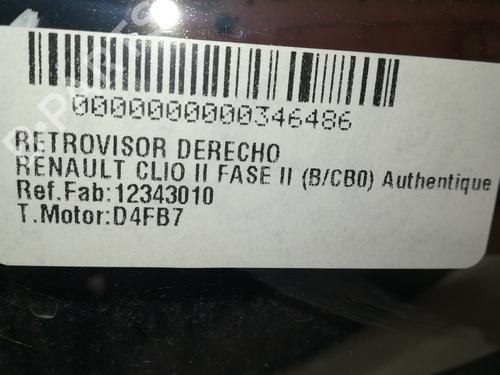 0000000000346486
RETROVISOR DERECHO
RENAULT CLIO II FASE II (B/CB0) Authentique
Ref.Fab:12343010
T.Motor:D4FB7